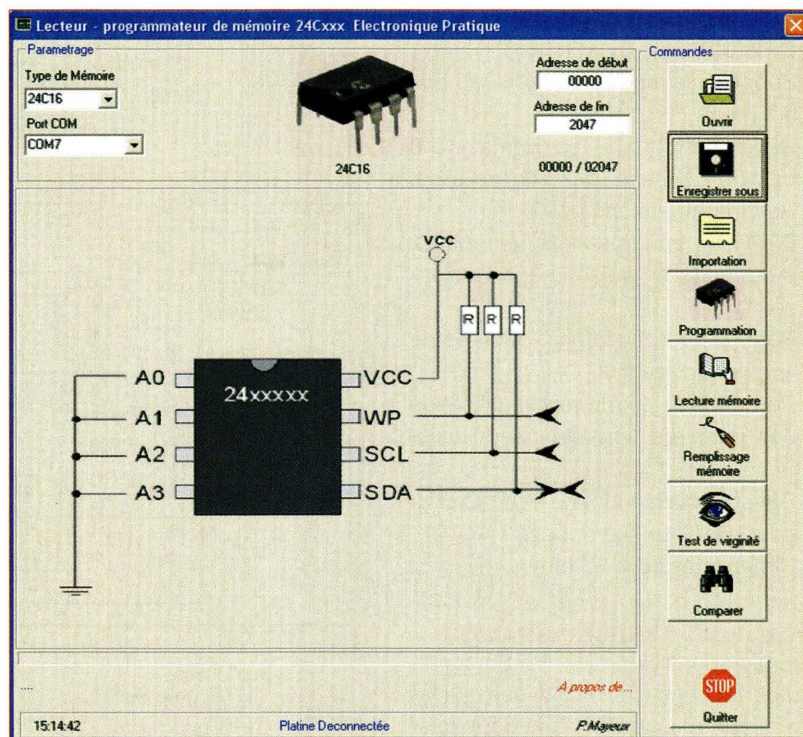 Lecteur - programmateur de mémoire 24Cxxx Electronique Pratique
Parametrage
Type de Mémoire
24C16
Port COM
COM7
24C16
Adresse de début
00000
Adresse de fin
2047
00000 / 02047
Commandes
Ouvrir
Enregistrer sous
Importation
Programmation
Lecture mémoire
Remplissage
mémoire
Test de virginité
Comparer
STOP
Quitter
vcc
R R R
A0 VCC
24xxxxx
A1 WP
A2 SCL
A3 SDA
....
A propos de...
15:14:42 Platine Deconnectée P.Mayeux